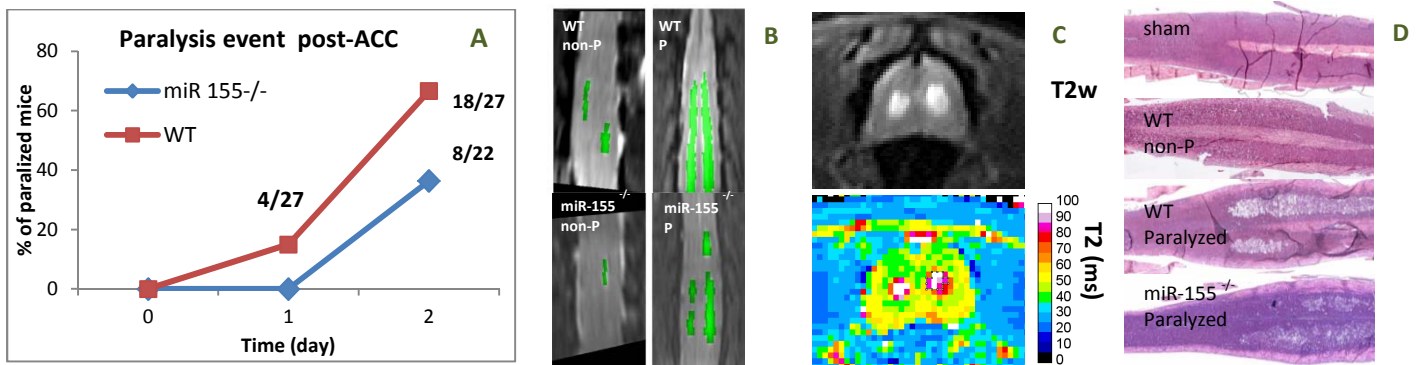 Paralysis event post-ACC
A
% of paralized mice
80
60
40
20
0
miR 155-/-
WT
4/27
18/27
8/22
0
1
2
Time (day)
WT
non-P
WT
P
B
miR-155-/-
non-P
miR-155-/-
P
C
T2w
100
90
80
70
60
50
40
30
20
10
0
T2 (ms)
D
sham
WT
non-P
WT
Paralyzed
miR-155-/-
Paralyzed